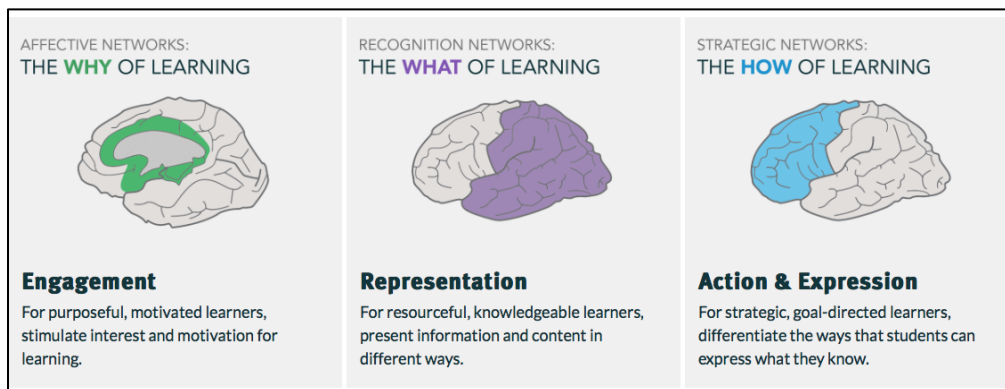 AFFECTIVE NETWORKS:
THE WHY OF LEARNING
Engagement
For purposeful, motivated learners,
stimulate interest and motivation for
learning.
RECOGNITION NETWORKS:
THE WHAT OF LEARNING
Representation
For resourceful, knowledgeable learners,
present information and content in
different ways.
STRATEGIC NETWORKS:
THE HOW OF LEARNING
Action & Expression
For strategic, goal-directed learners,
differentiate the ways that students can
express what they know.